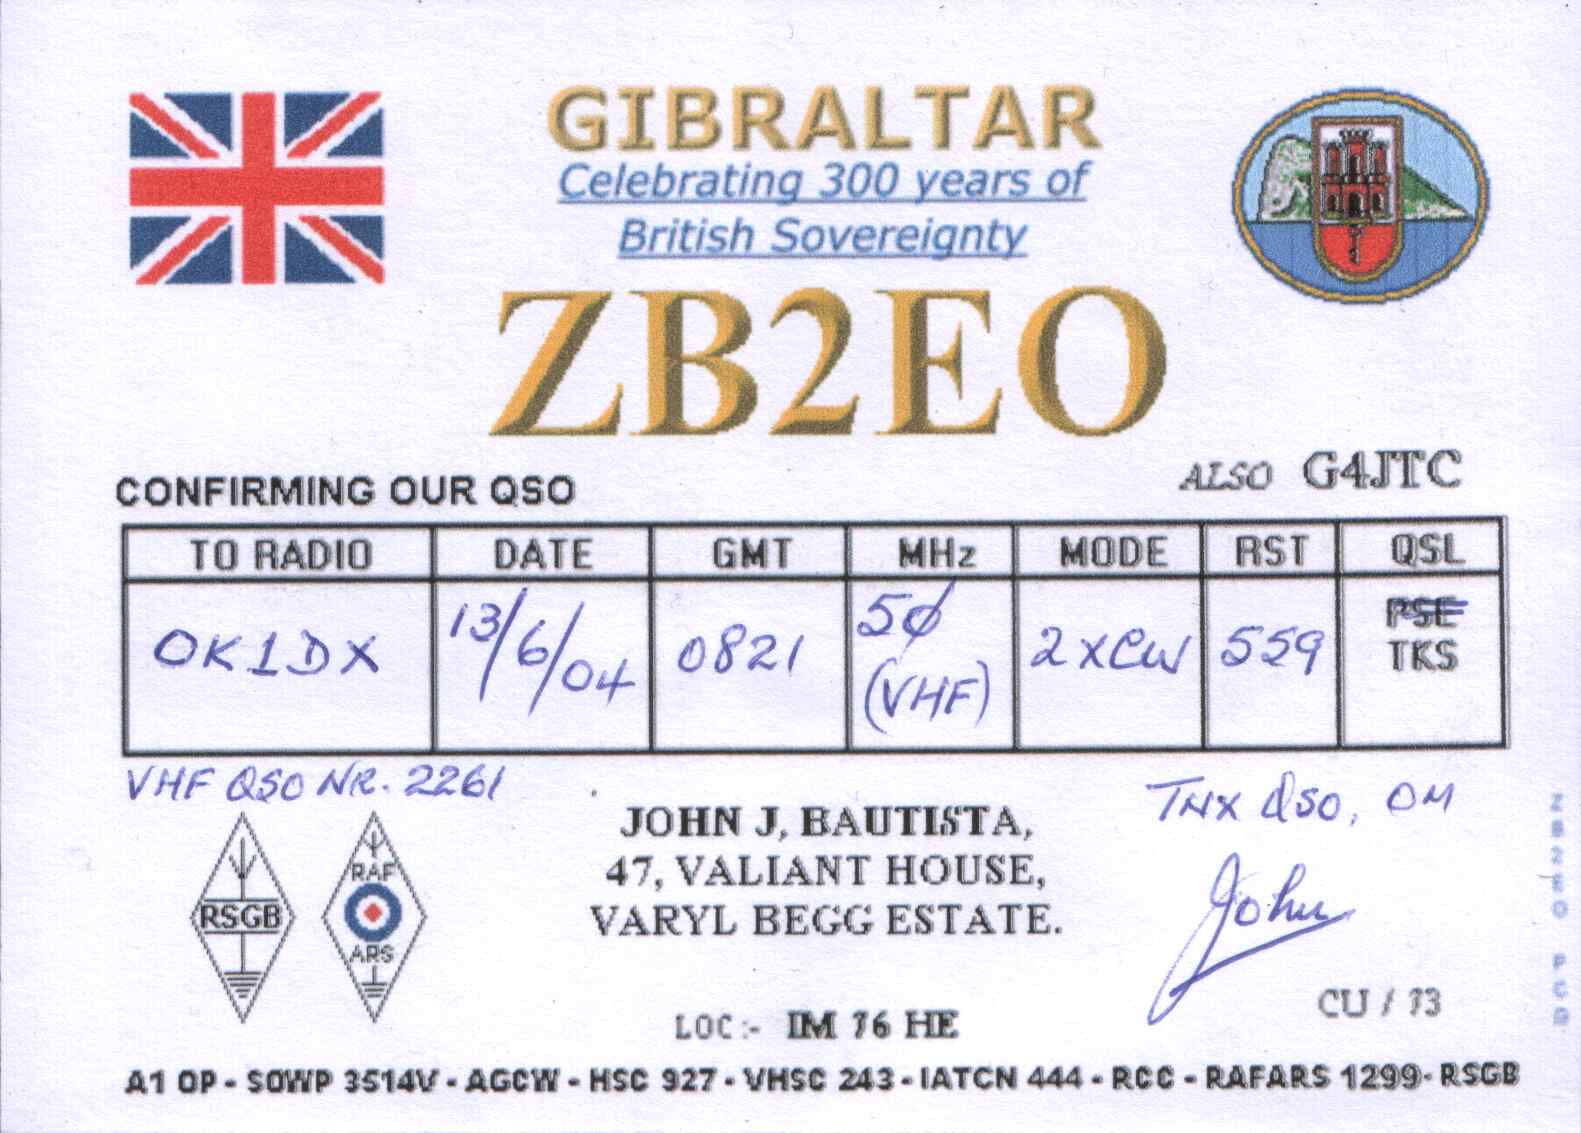 GIBRALTAR
Celebrating 300 years of
British Sovereignty
ZB2EO
ALSO G4JTC
CONFIRMING OUR QSO
TO RADIO DATE GMT MHz MODE RST QSL
OK1DX 13/6/04 0821 50 (VHF) 2XCW 559 PSE TKS
VHF QSO NR. 2261
TNX QSO, OM
John
RSGB
RAF
ARS
JOHN J, BAUTISTA,
47, VALIANT HOUSE,
VARYL BEGG ESTATE.
CU / 73
LOC:- IM 76 HE
A1 OP - SOWP 3514V - AGCW - HSC 927 - VHSC 243 - IATCN 444 - RCC - RAFARS 1299- RSGB